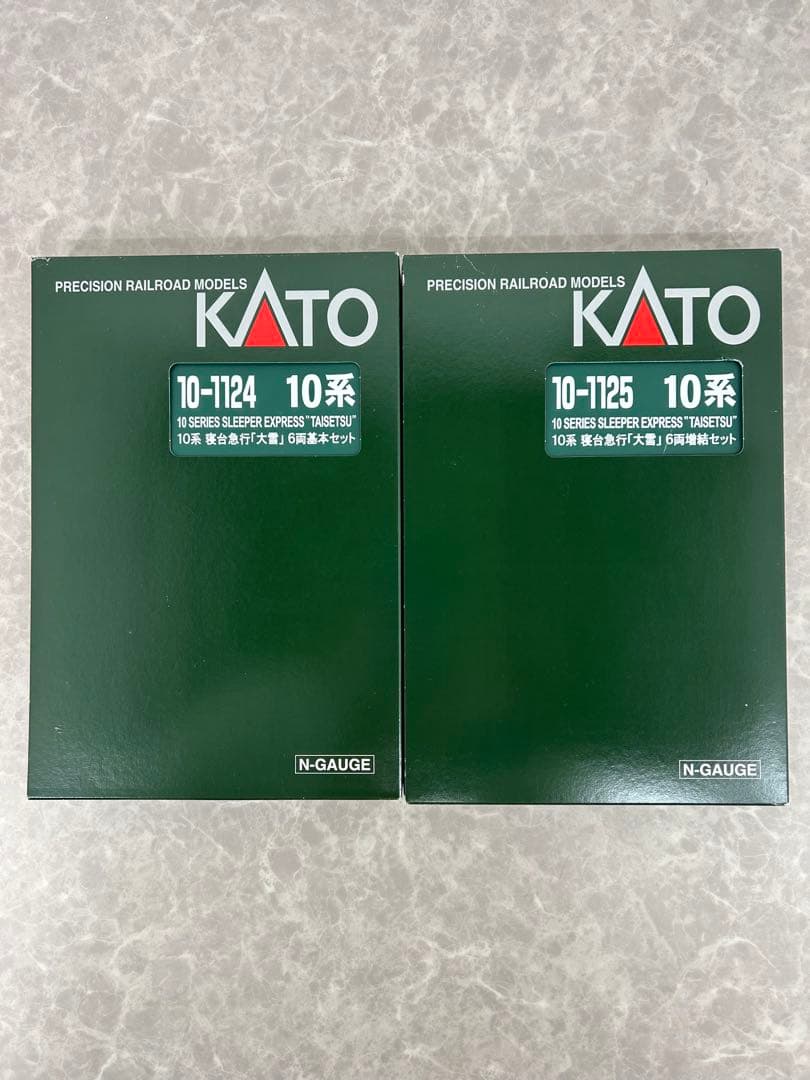 PRECISION RAILROAD MODELS
KATO
10-1124 10系
10 SERIES SLEEPER EXPRESS "TAISETSU"
10系 寝台急行「大雪」 6両基本セット
N-GAUGE
PRECISION RAILROAD MODELS
KATO
10-1125 10系
10 SERIES SLEEPER EXPRESS "TAISETSU"
10系 寝台急行「大雪」 6両増結セット
N-GAUGE